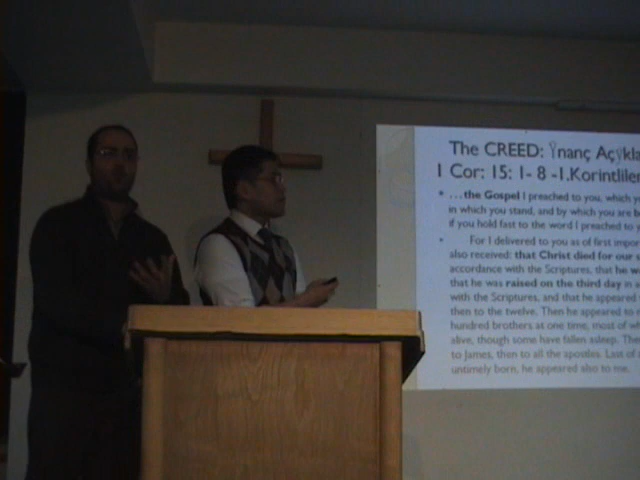 The CREED: Ÿnanç Açÿkla
1 Cor: 15: 1- 8 -1.Korintliler
• …the Gospel I preached to you, which
in which you stand, and by which you are
if you hold fast to the word I preached to
• For I delivered to you as of first
also received: that Christ died for our
accordance with the Scriptures, that he
that he was raised on the third day in
with the Scriptures, and that he appeared
then to the twelve. Then he appeared to
hundred brothers at one time, most of
alive, though some have fallen asleep.
to James, then to all the apostles. Last of
untimely born, he appeared also to me.